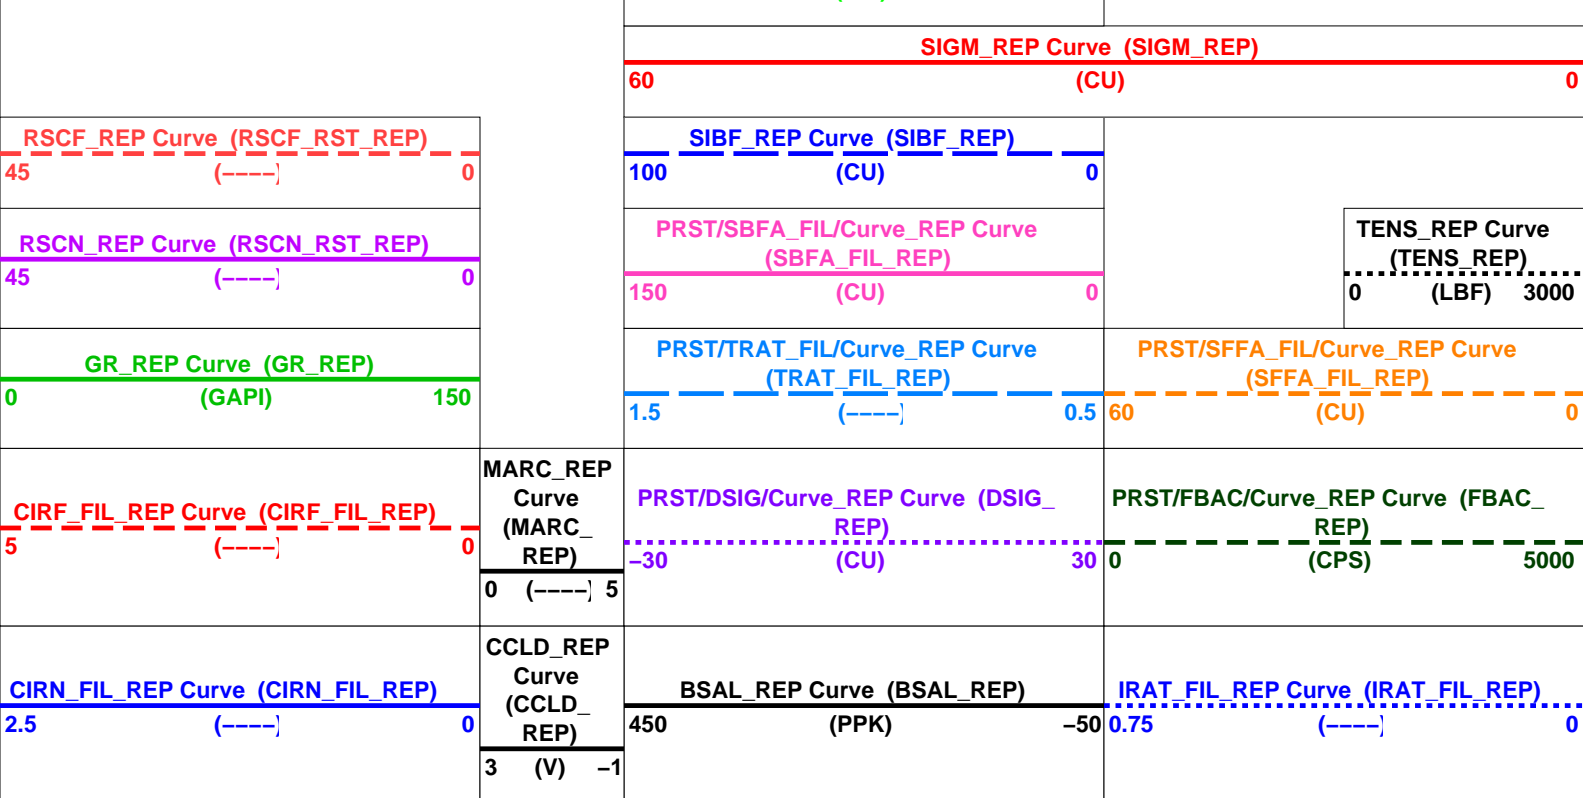 SIGM_REP Curve (SIGM_REP)
60 (CU) 0
RSCF_REP Curve (RSCF_RST_REP)
45 (----) 0
SIBF_REP Curve (SIBF_REP)
100 (CU) 0
RSCN_REP Curve (RSCN_RST_REP)
45 (----) 0
PRST/SBFA_FIL/Curve_REP Curve
(SBFA_FIL_REP)
150 (CU) 0
TENS_REP Curve
(TENS_REP)
0 (LBF) 3000
GR_REP Curve (GR_REP)
0 (GAPI) 150
PRST/TRAT_FIL/Curve_REP Curve
(TRAT_FIL_REP)
1.5 (----) 0.5
PRST/SFFA_FIL/Curve_REP Curve
(SFFA_FIL_REP)
60 (CU) 0
CIRF_FIL_REP Curve (CIRF_FIL_REP)
5 (----) 0
MARC_REP
Curve
(MARC_
REP)
0 (----) 5
PRST/DSIG/Curve_REP Curve (DSIG_
REP)
−30 (CU) 30
PRST/FBAC/Curve_REP Curve (FBAC_
REP)
0 (CPS) 5000
CIRN_FIL_REP Curve (CIRN_FIL_REP)
2.5 (----) 0
CCLD_REP
Curve
(CCLD_
REP)
3 (V) −1
BSAL_REP Curve (BSAL_REP)
450 (PPK) −50
IRAT_FIL_REP Curve (IRAT_FIL_REP)
0.75 (----) 0